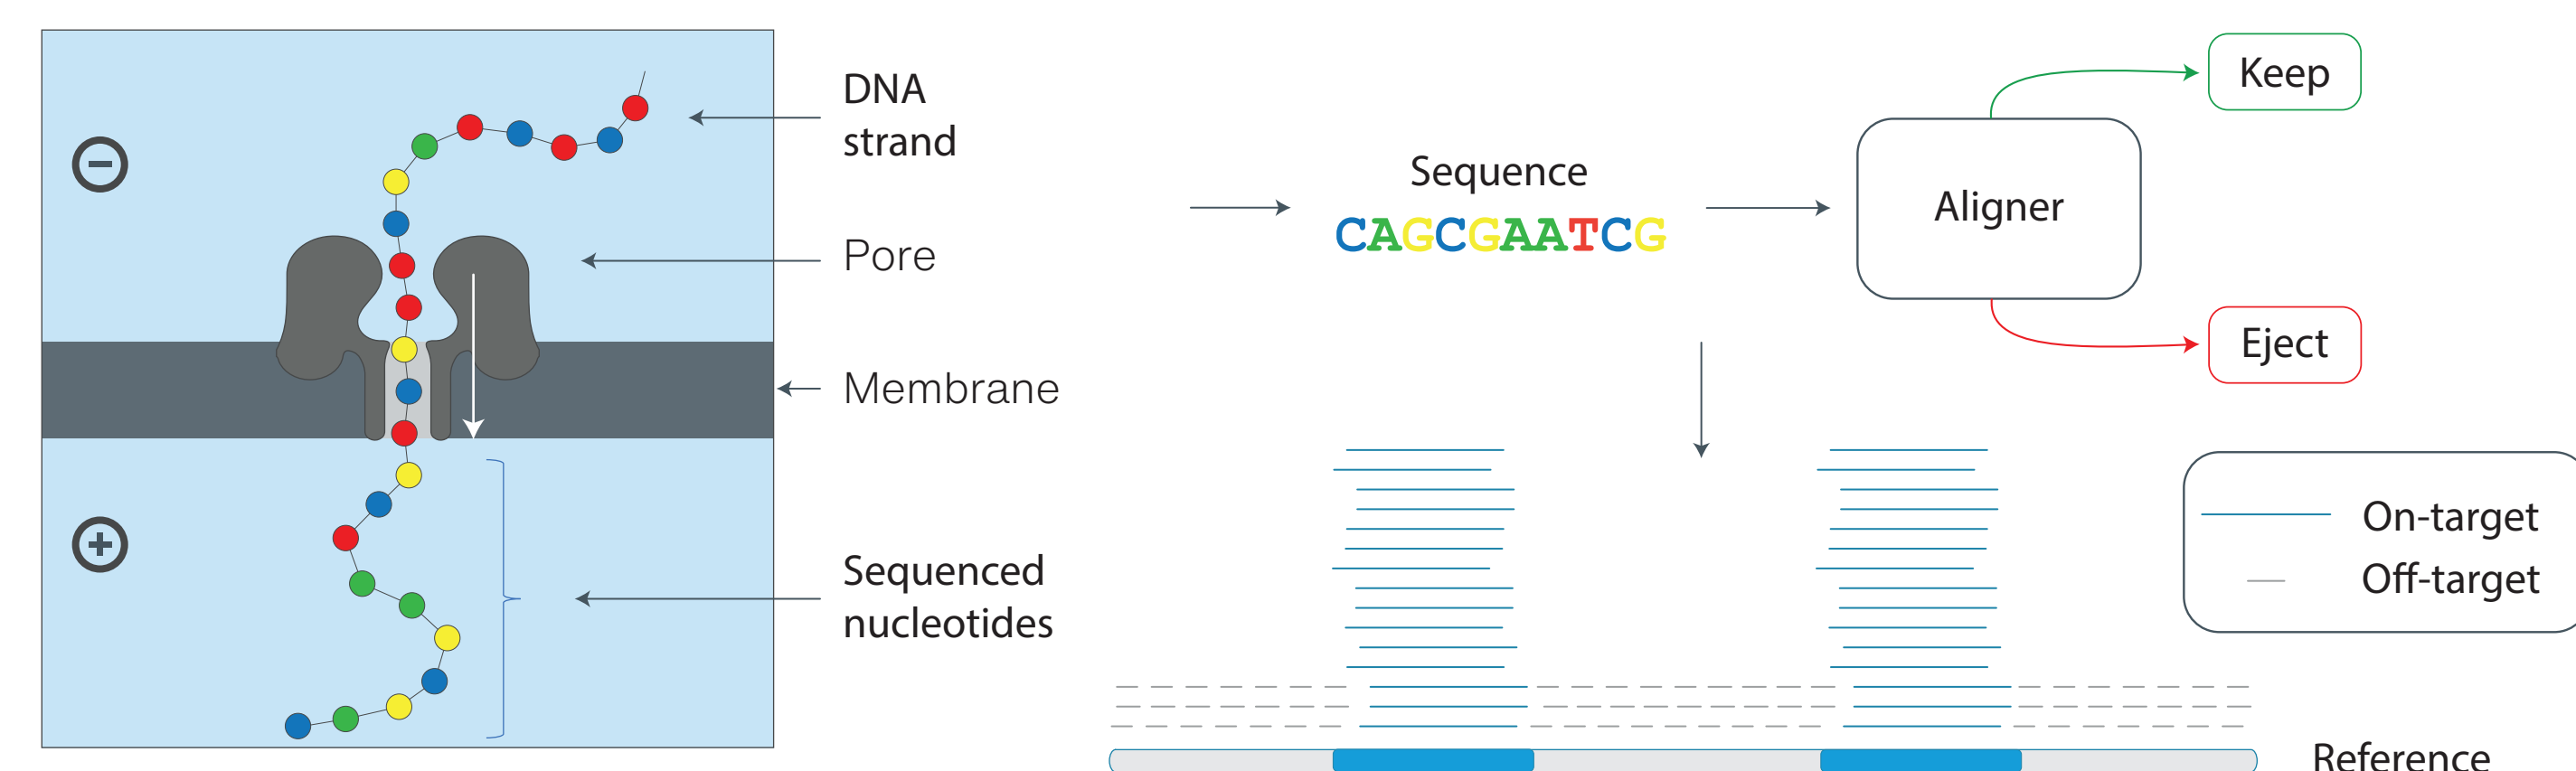 DNA
strand
Pore
Membrane
Sequenced
nucleotides
Sequence
CAGCGAATCG
Aligner
Keep
Eject
On-target
Off-target
Reference